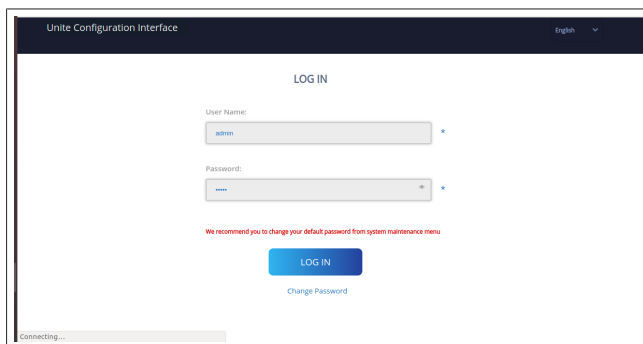 Unite Configuration Interface
English
LOG IN
User Name:
admin
*
Password:
•••••
*
We recommend you to change your default password from system maintenance menu
LOG IN
Change Password
Connecting...